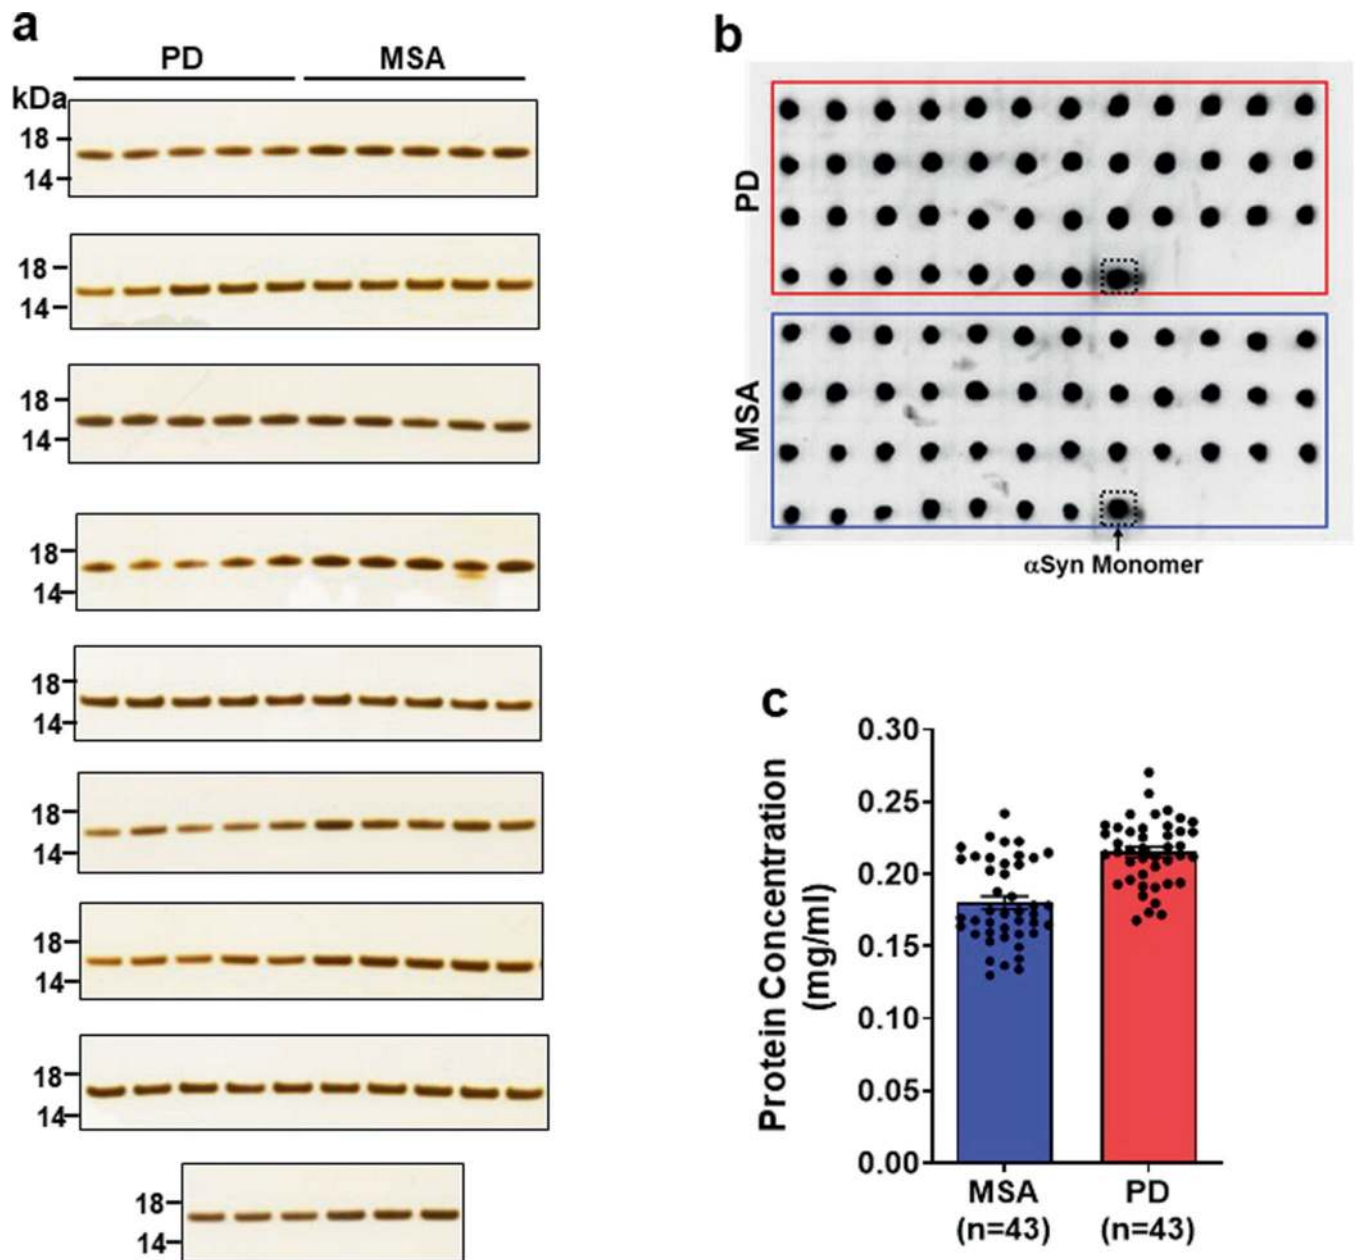 a
PD MSA
kDa
18
14
18
14
18
14
18
14
18
14
18
14
18
14
18
14
18
14
b
PD
MSA
αSyn Monomer
c
Protein Concentration
(mg/ml)
0.30
0.25
0.20
0.15
0.10
0.05
0.00
MSA PD
(n=43) (n=43)